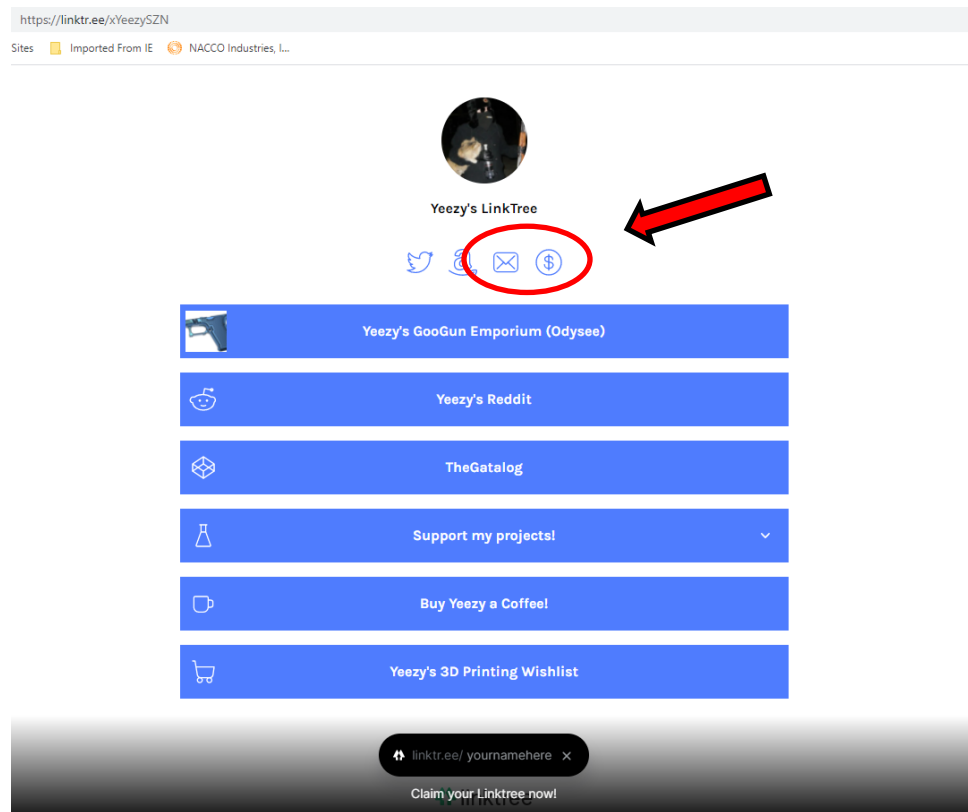 https://linktr.ee/xYeezySZN
Sites Imported From IE NACCO Industries, I...
Yeezy's LinkTree
Yeezy's GooGun Emporium (Odysee)
Yeezy's Reddit
TheGatalog
Support my projects!
Buy Yeezy a Coffee!
Yeezy's 3D Printing Wishlist
linktr.ee/ yournamehere
Claim your Linktree now!
linktree